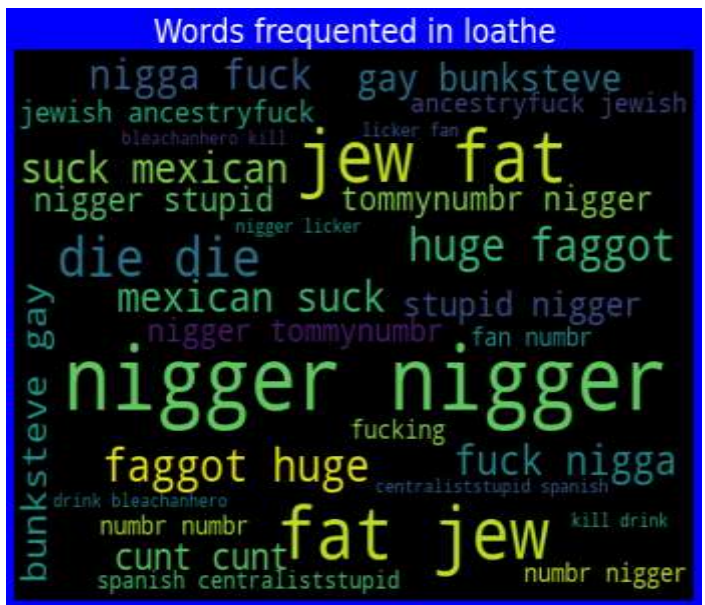 Words frequented in loathe
nigga fuck
gay bunksteve
jewish ancestryfuck
ancestryfuck jewish
bleachanhero kill
licker fan
suck mexican
jew fat
nigger stupid
tommynumbr nigger
nigger licker
die die
huge faggot
mexican suck
stupid nigger
nigger tommynumbr
fan numbr
bunksteve gay
nigger nigger
fucking
faggot huge
fuck nigga
centraliststupid spanish
drink bleachanhero
numbr numbr
fat jew
kill drink
cunt cunt
spanish centraliststupid
numbr nigger